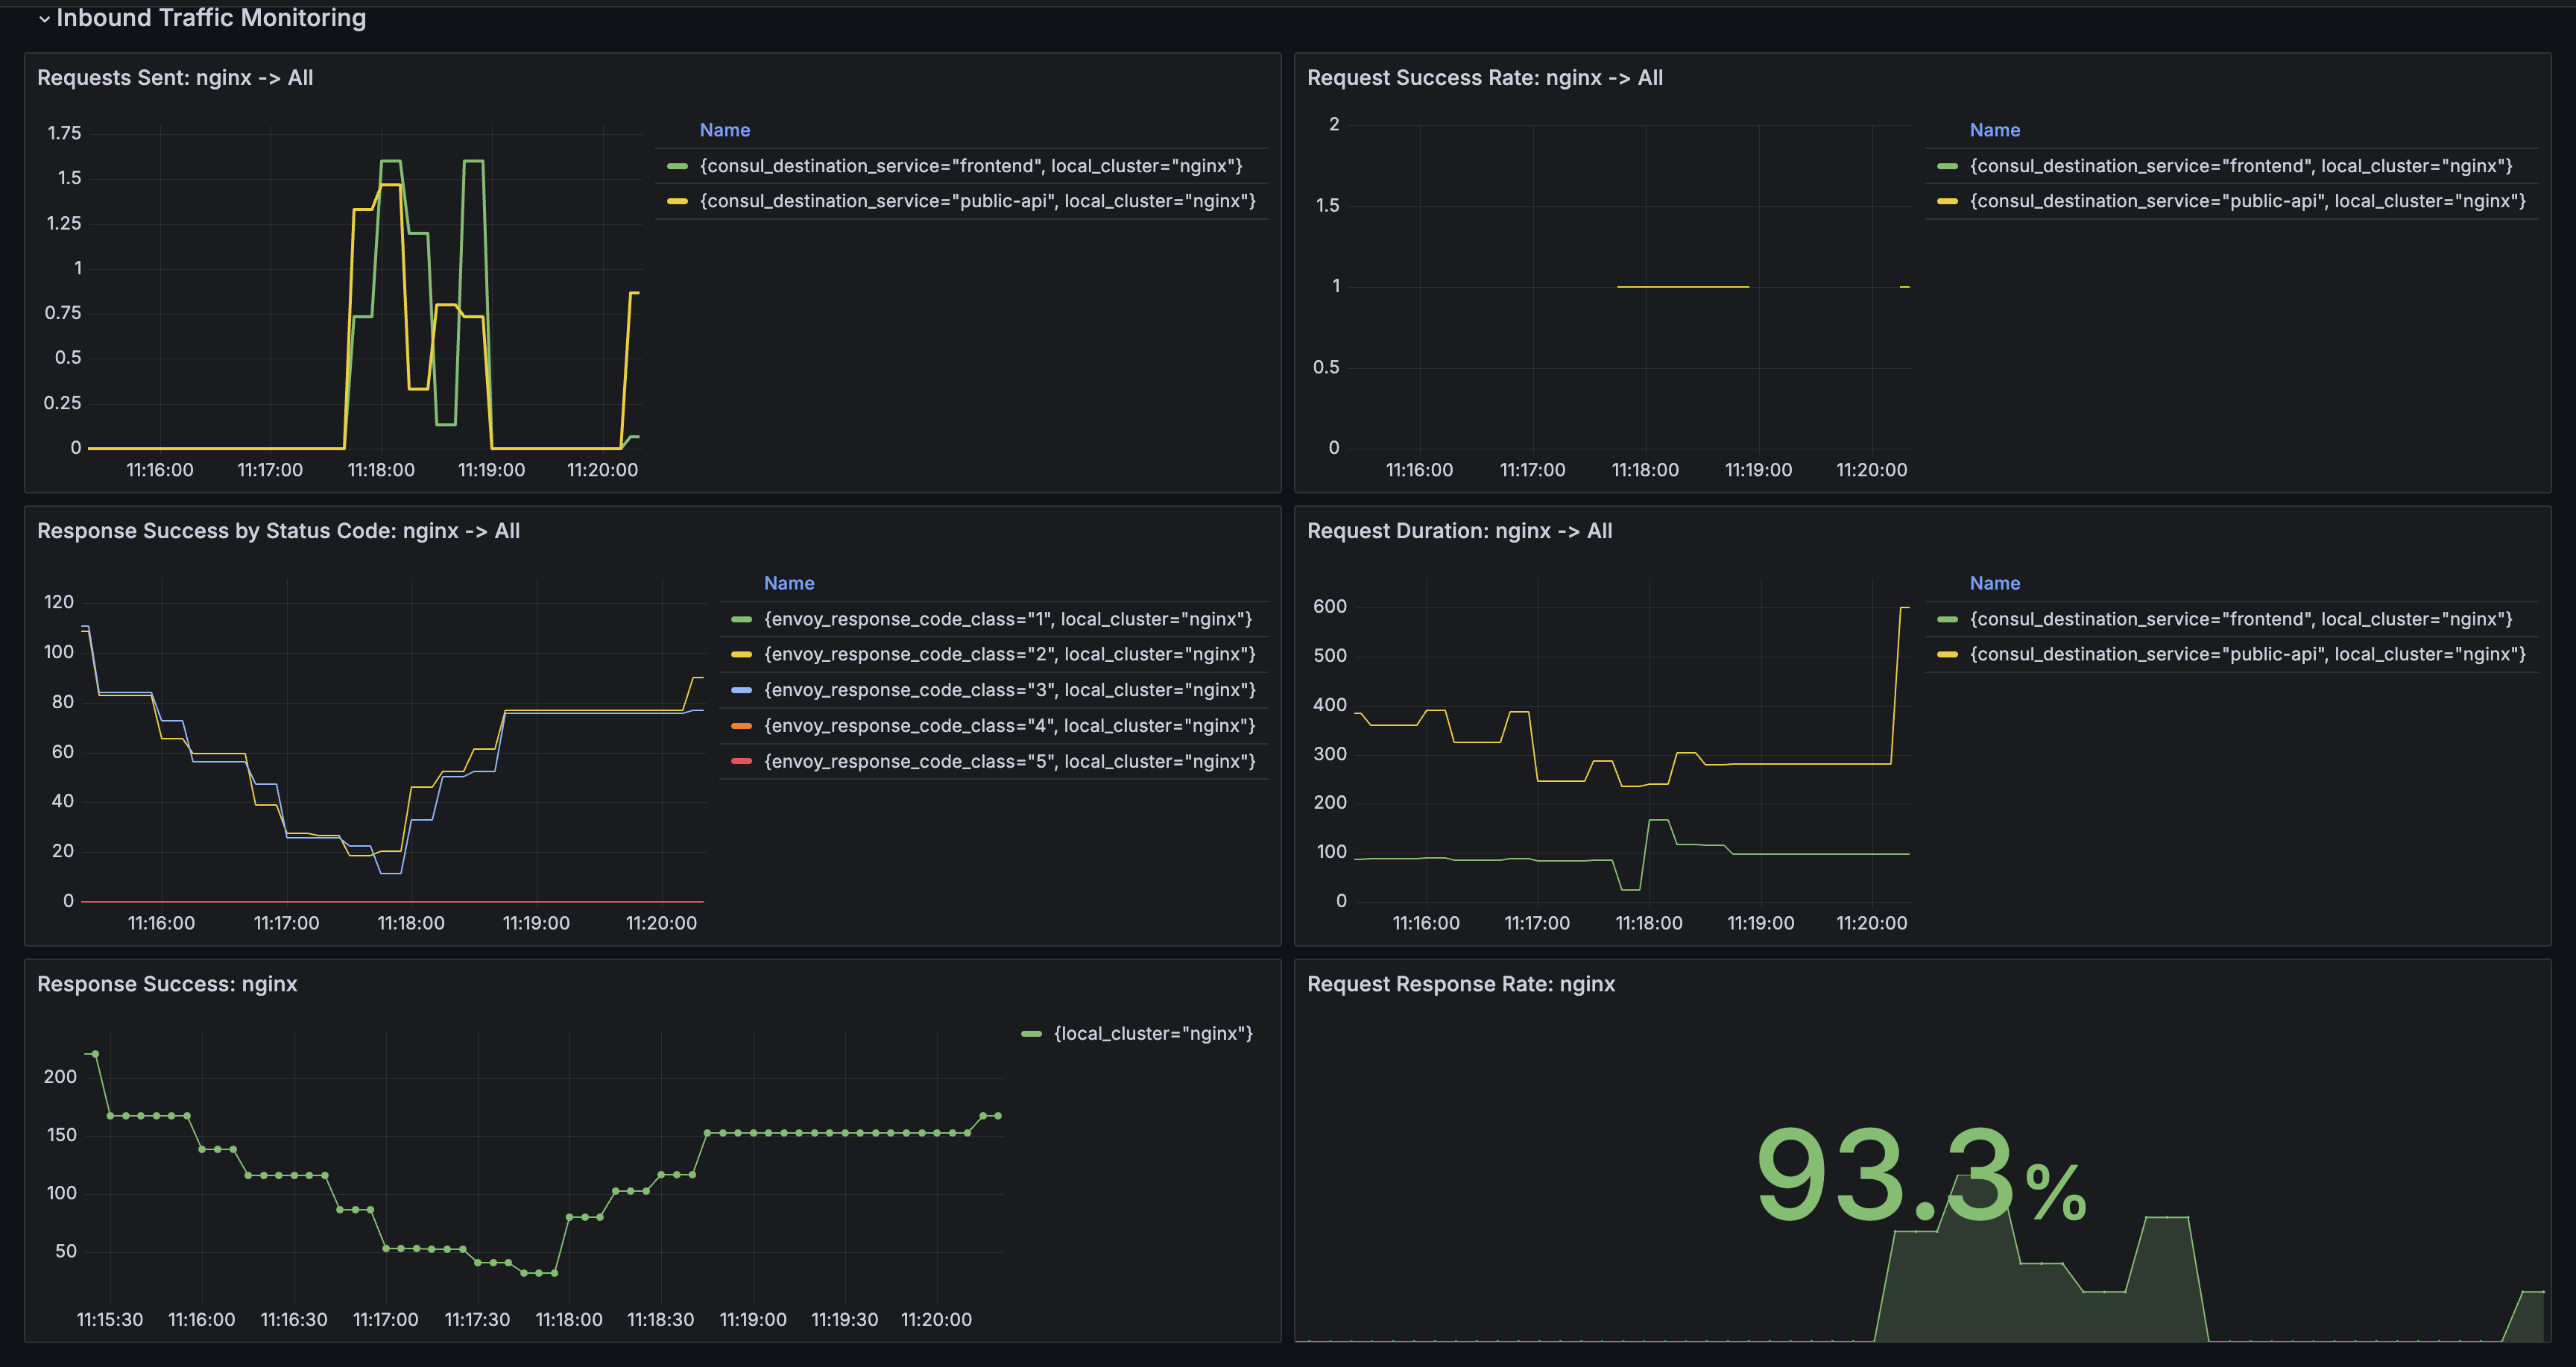 Inbound Traffic Monitoring
Requests Sent: nginx -> All
1.75
1.5
1.25
1
0.75
0.5
0.25
0
11:16:00 11:17:00 11:18:00 11:19:00 11:20:00
Name
{consul_destination_service="frontend", local_cluster="nginx"}
{consul_destination_service="public-api", local_cluster="nginx"}
Request Success Rate: nginx -> All
2
1.5
1
0.5
0
11:16:00 11:17:00 11:18:00 11:19:00 11:20:00
Name
{consul_destination_service="frontend", local_cluster="nginx"}
{consul_destination_service="public-api", local_cluster="nginx"}
Response Success by Status Code: nginx -> All
120
100
80
60
40
20
0
11:16:00 11:17:00 11:18:00 11:19:00 11:20:00
Name
{envoy_response_code_class="1", local_cluster="nginx"}
{envoy_response_code_class="2", local_cluster="nginx"}
{envoy_response_code_class="3", local_cluster="nginx"}
{envoy_response_code_class="4", local_cluster="nginx"}
{envoy_response_code_class="5", local_cluster="nginx"}
Request Duration: nginx -> All
600
500
400
300
200
100
0
11:16:00 11:17:00 11:18:00 11:19:00 11:20:00
Name
{consul_destination_service="frontend", local_cluster="nginx"}
{consul_destination_service="public-api", local_cluster="nginx"}
Response Success: nginx
200
150
100
50
11:15:30 11:16:00 11:16:30 11:17:00 11:17:30 11:18:00 11:18:30 11:19:00 11:19:30 11:20:00
{local_cluster="nginx"}
Request Response Rate: nginx
93.3%